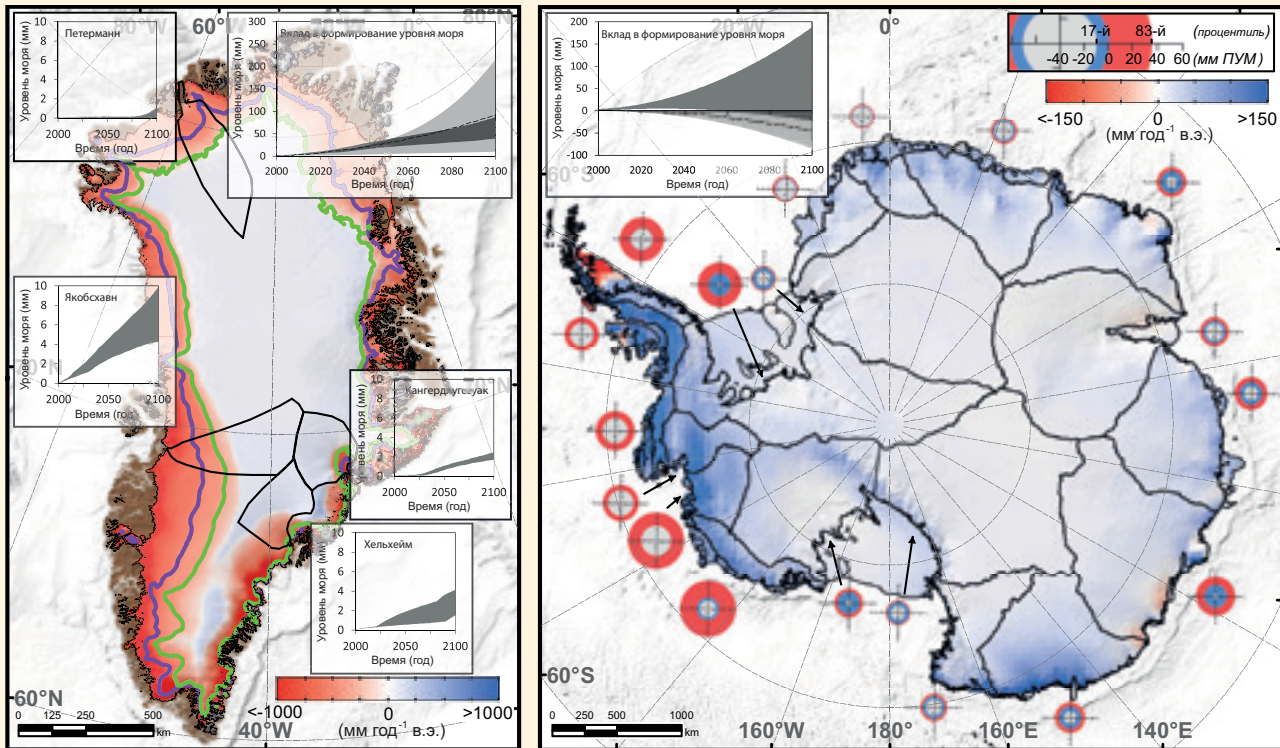 80°W
60°W
0°
80°N
Петерманн
Уровень моря (мм)
10
8
6
4
2
0
2000
2050
2100
Время (год)
Вклад в формирование уровня моря
Уровень моря (мм)
300
250
200
150
100
50
0
2000
2020
2040
2060
2080
2100
Время (год)
Якобсхавн
Уровень моря (мм)
10
8
6
4
2
0
2000
2050
2100
Время (год)
Уровень моря (мм)
10
8
6
4
2
0
2000
2050
2100
Время (год)
Хельхейм
Уровень моря (мм)
10
8
6
4
2
0
2000
2050
2100
Время (год)
60°N
40°W
0 125 250 500
km
<-1000 0 >1000
(мм год⁻¹ в.э.)
20°W
0°
Вклад в формирование уровня моря
Уровень моря (мм)
200
150
100
50
0
-50
-100
2000
2020
2040
2060
2080
2100
Время (год)
17-й 83-й (процентиль)
-40 -20 0 20 40 60 (мм ПУМ)
<-150 0 >150
(мм год⁻¹ в.э.)
60°S
60°S
0 250 500 1000
km
160°W
180°W
160°E
140°E